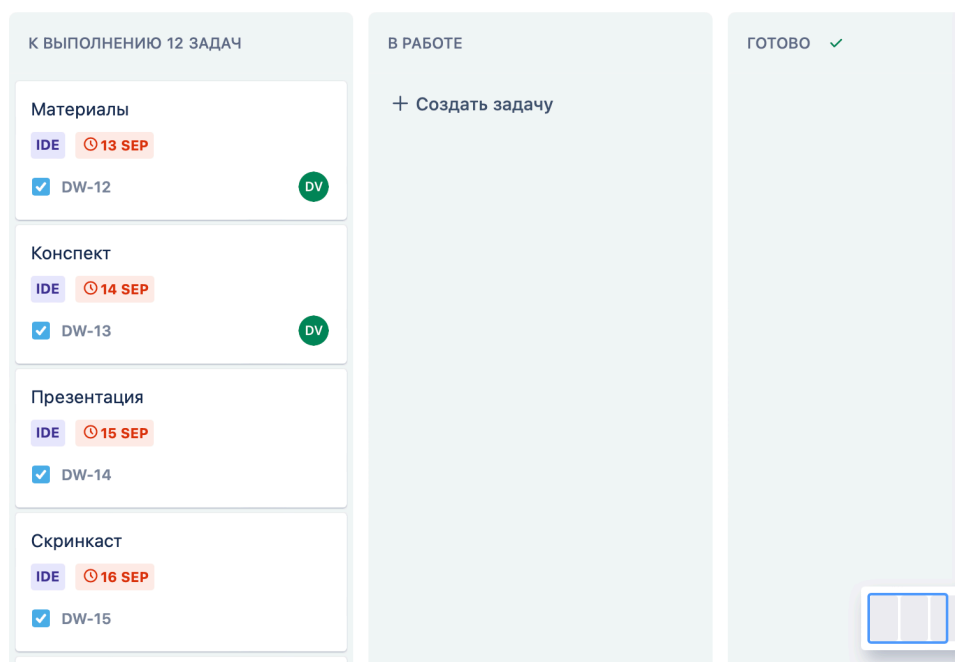 К ВЫПОЛНЕНИЮ 12 ЗАДАЧ
Материалы
IDE 13 SEP
DW-12 DV
Конспект
IDE 14 SEP
DW-13 DV
Презентация
IDE 15 SEP
DW-14
Скринкаст
IDE 16 SEP
DW-15
В РАБОТЕ
+ Создать задачу
ГОТОВО